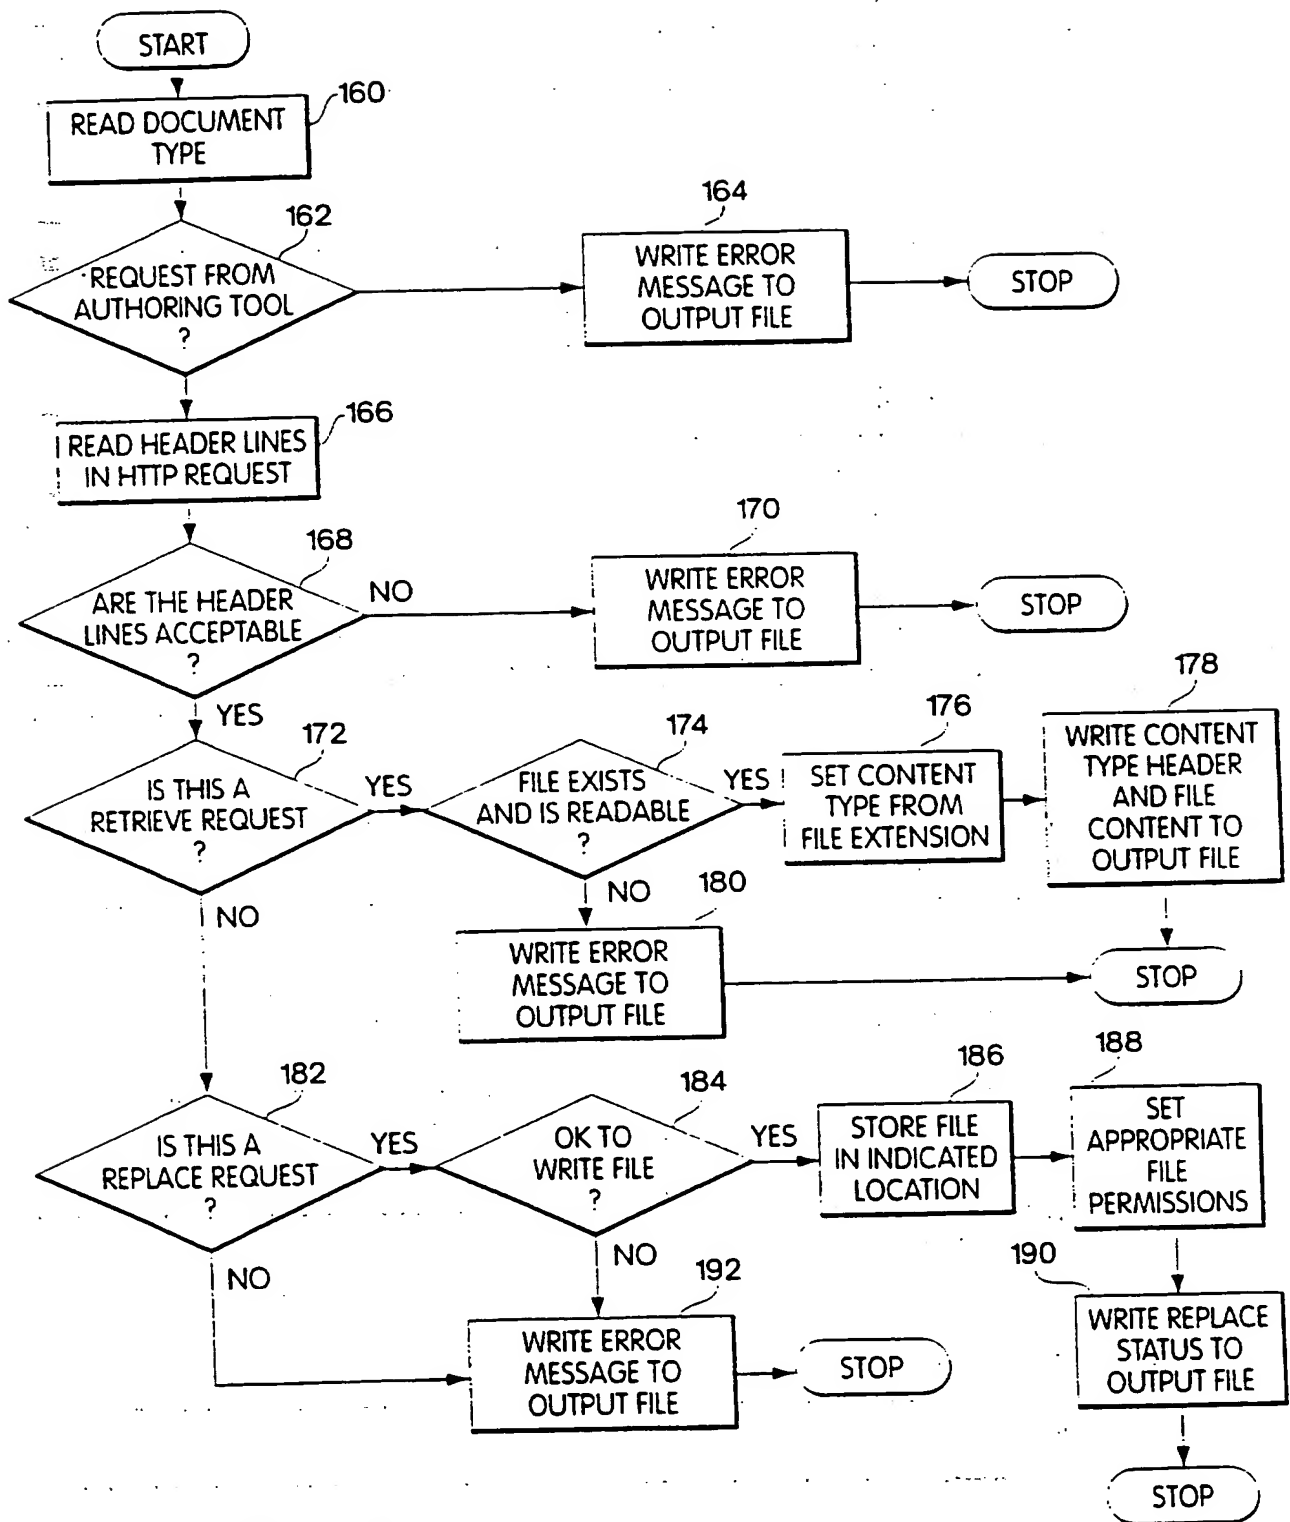 START
160
READ DOCUMENT
TYPE
162
REQUEST FROM
AUTHORING TOOL
?
164
WRITE ERROR
MESSAGE TO
OUTPUT FILE
STOP
166
READ HEADER LINES
IN HTTP REQUEST
168
ARE THE HEADER
LINES ACCEPTABLE
?
NO
170
WRITE ERROR
MESSAGE TO
OUTPUT FILE
STOP
YES
172
IS THIS A
RETRIEVE REQUEST
?
YES
174
FILE EXISTS
AND IS READABLE
?
YES
176
SET CONTENT
TYPE FROM
FILE EXTENSION
178
WRITE CONTENT
TYPE HEADER
AND FILE
CONTENT TO
OUTPUT FILE
NO
NO
180
WRITE ERROR
MESSAGE TO
OUTPUT FILE
STOP
182
IS THIS A
REPLACE REQUEST
?
YES
184
OK TO
WRITE FILE
?
YES
186
STORE FILE
IN INDICATED
LOCATION
188
SET
APPROPRIATE
FILE
PERMISSIONS
NO
NO
192
WRITE ERROR
MESSAGE TO
OUTPUT FILE
STOP
190
WRITE REPLACE
STATUS TO
OUTPUT FILE
STOP